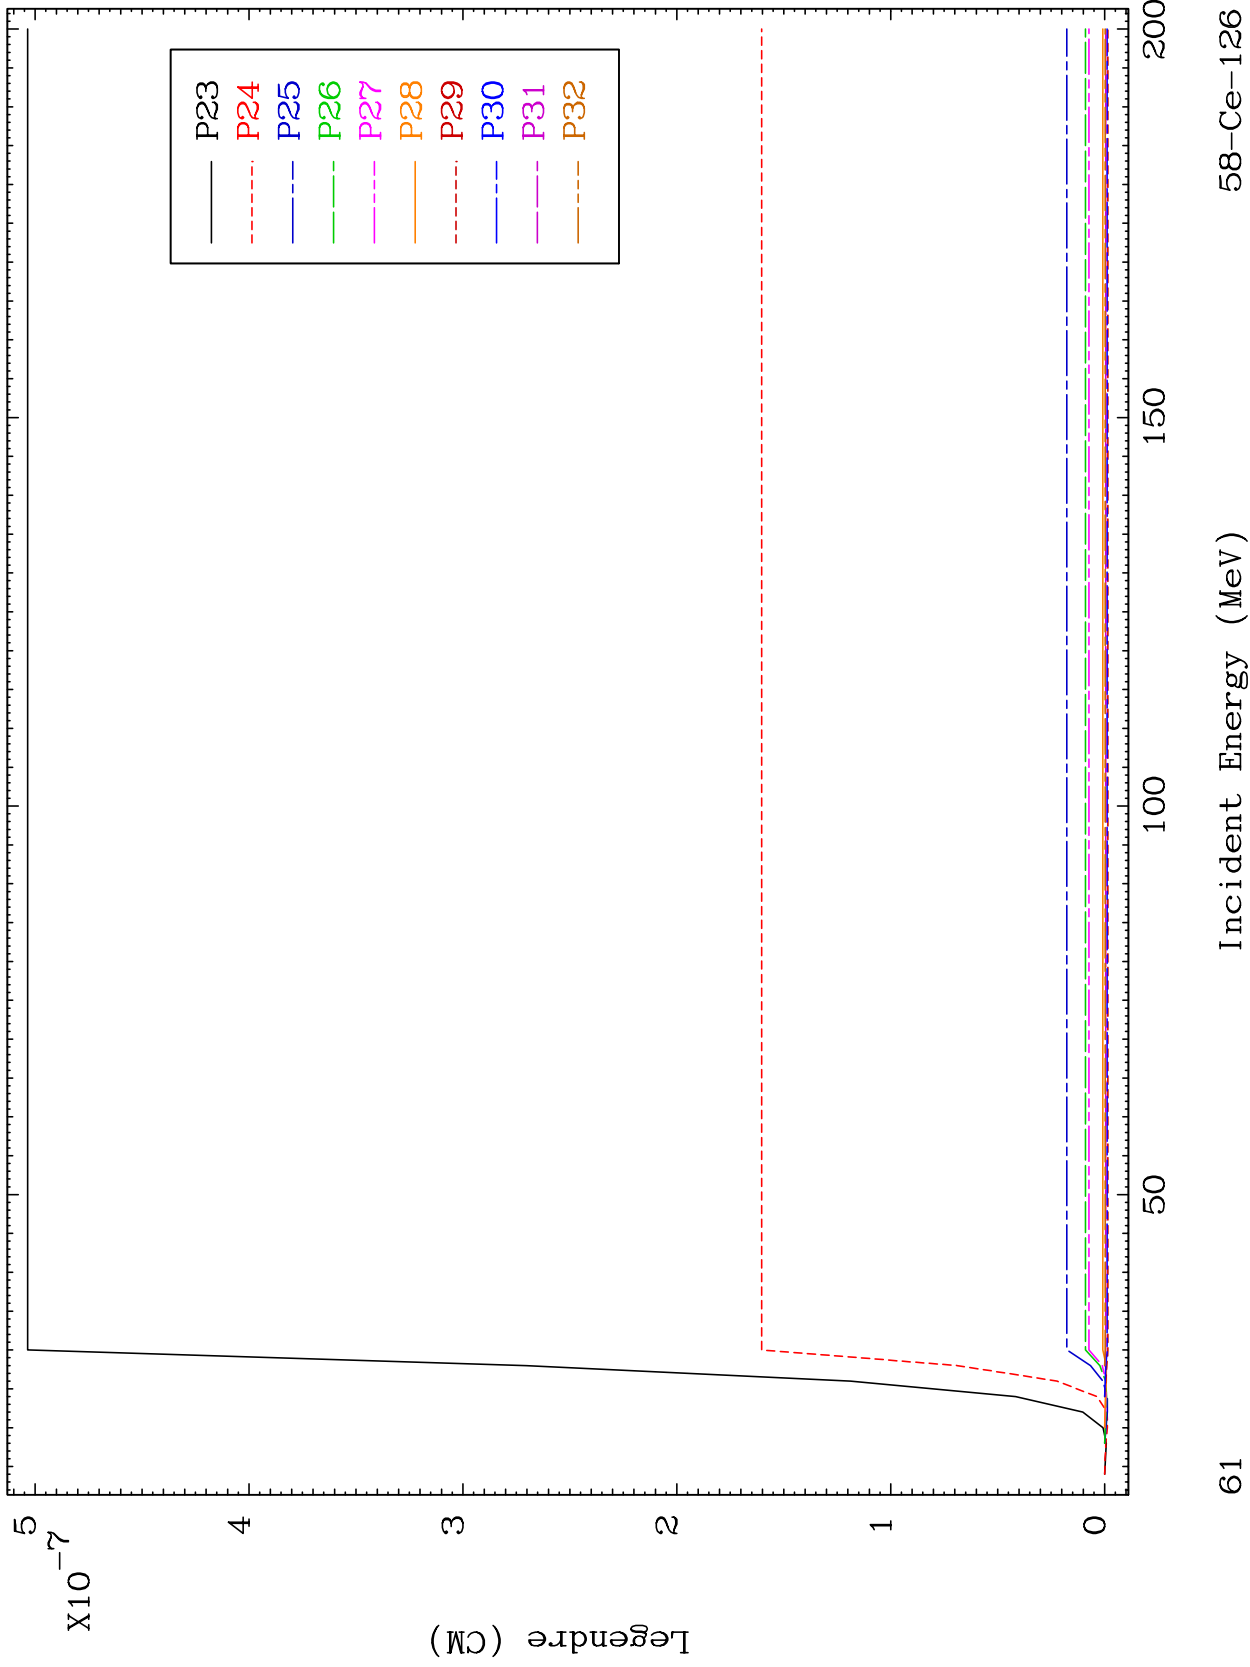 X10-7
5
4
3
2
1
0
Legendre (CM)
P23
P24
P25
P26
P27
P28
P29
P30
P31
P32
50
100
150
200
Incident Energy (MeV)
61
58-Ce-126